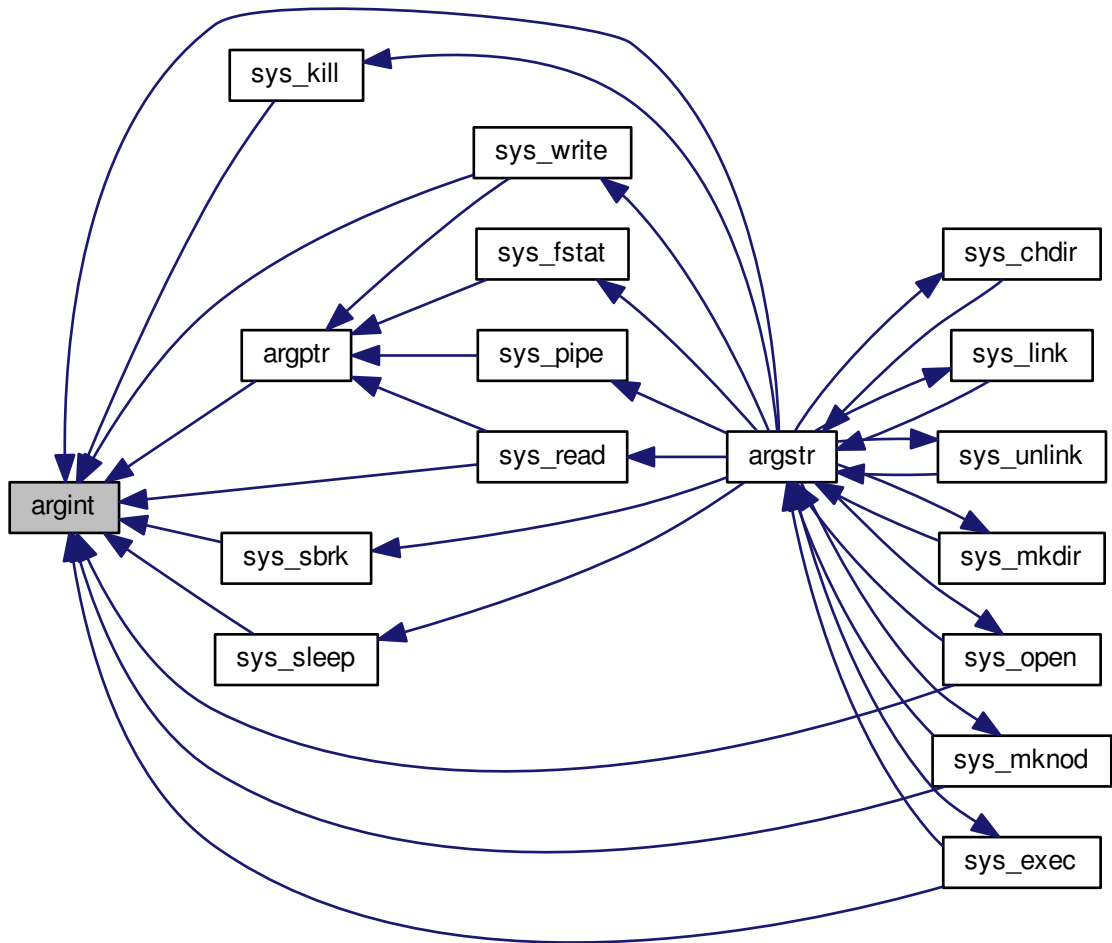 sys_kill
sys_write
sys_fstat
sys_chdir
argptr
sys_pipe
sys_link
sys_read
argstr
sys_unlink
argint
sys_sbrk
sys_mkdir
sys_sleep
sys_open
sys_mknod
sys_exec